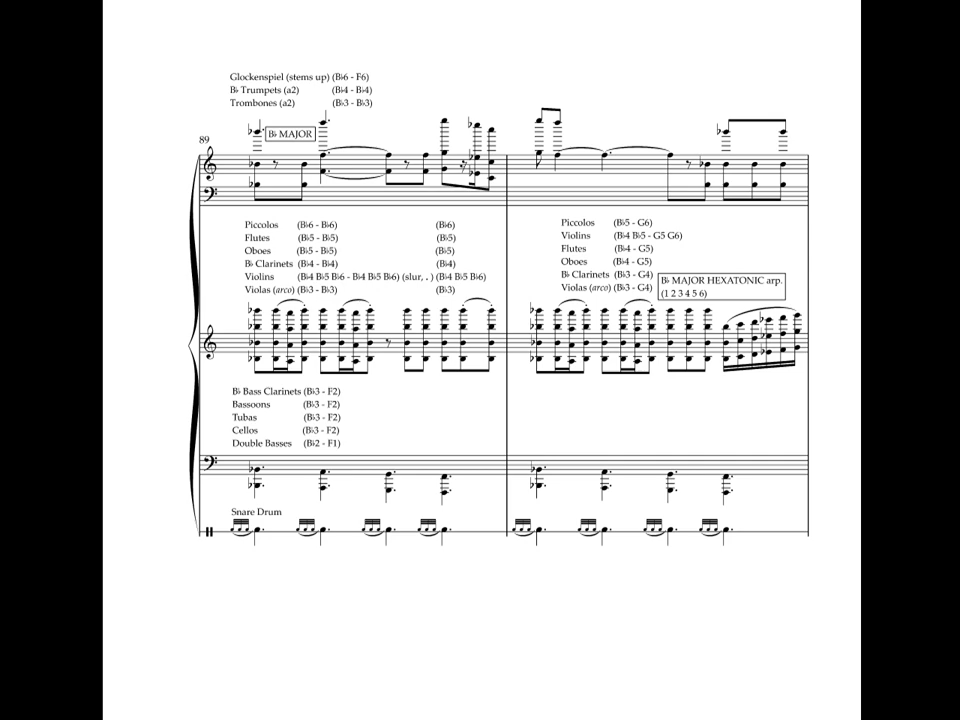 Glockenspiel (stems up) (B♭6 - F6)
B♭ Trumpets (a2) (B♭4 - B♭4)
Trombones (a2) (B♭3 - B♭3)
B♭ MAJOR
89
Piccolos (B♭6 - B♭6) (B♭6)
Flutes (B♭5 - B♭5) (B♭5)
Oboes (B♭5 - B♭5) (B♭5)
B♭ Clarinets (B♭4 - B♭4) (B♭4)
Violins (B♭4 B♭5 B♭6 - B♭4 B♭5 B♭6) (slur, . ) (B♭4 B♭5 B♭6)
Violas (arco) (B♭3 - B♭3) (B♭3)
Piccolos (B♭5 - G6)
Violins (B♭4 B♭5 - G5 G6)
Flutes (B♭4 - G5)
Oboes (B♭4 - G5)
B♭ Clarinets (B♭3 - G4)
Violas (arco) (B♭3 - G4)
B♭ MAJOR HEXATONIC arp.
(1 2 3 4 5 6)
B♭ Bass Clarinets (B♭3 - F2)
Bassoons (B♭3 - F2)
Tubas (B♭3 - F2)
Cellos (B♭3 - F2)
Double Basses (B♭2 - F1)
Snare Drum